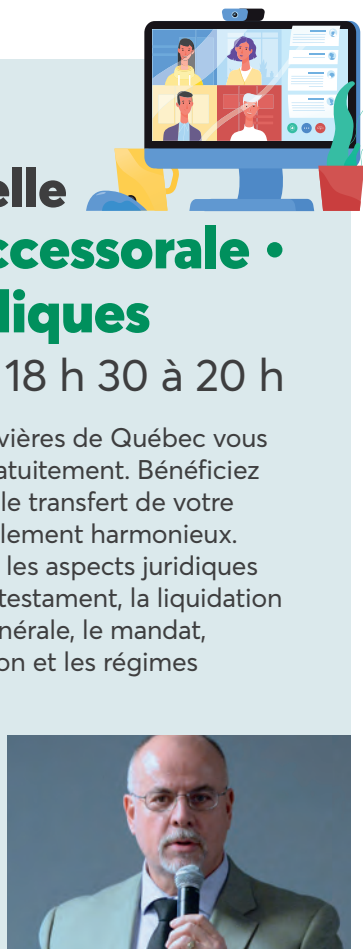 elle
ccessorale •
diques
18 h 30 à 20 h
vières de Québec vous
atuitement. Bénéficiez
le transfert de votre
lement harmonieux.
les aspects juridiques
testament, la liquidation
nérale, le mandat,
on et les régimes